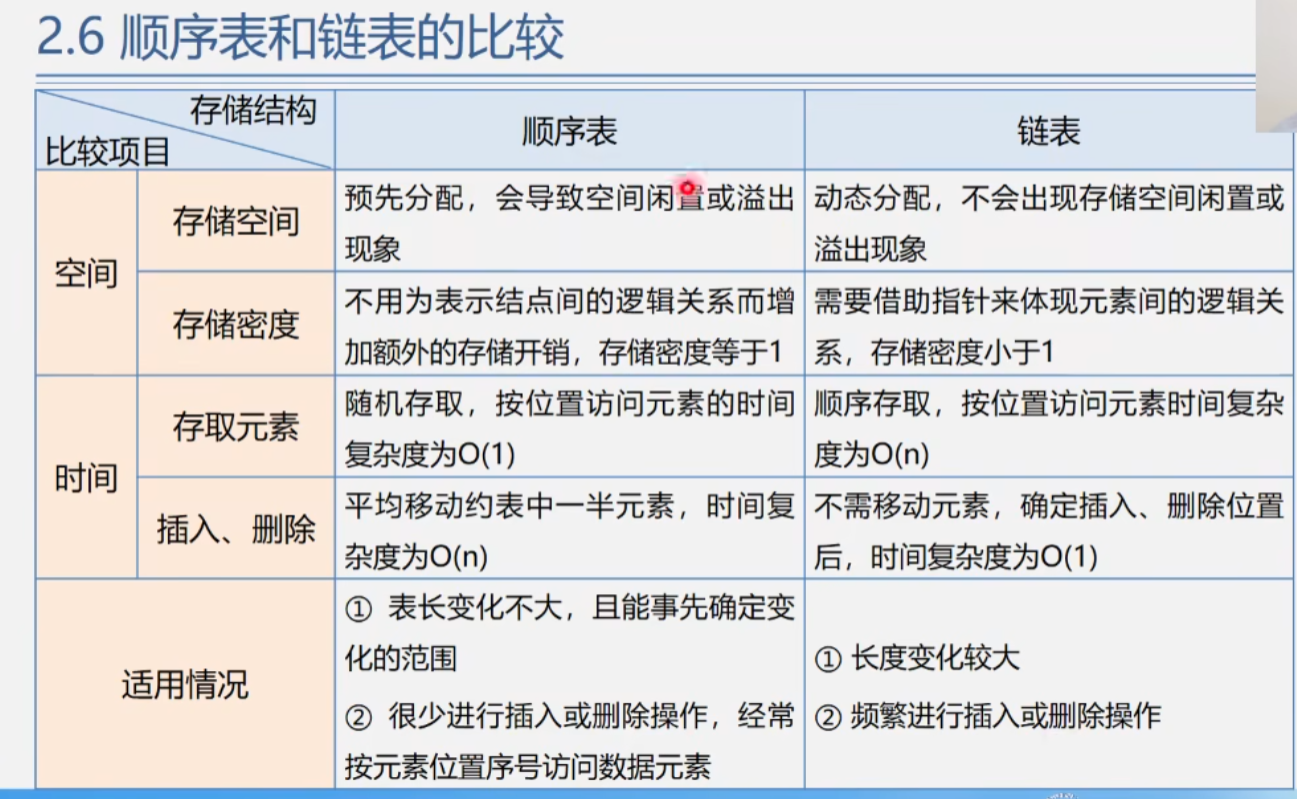 2.6 顺序表和链表的比较
存储结构
比较项目
顺序表
链表
空间
存储空间
预先分配，会导致空间闲置或溢出
现象
动态分配，不会出现存储空间闲置或
溢出现象
存储密度
不用为表示结点间的逻辑关系而增
加额外的存储开销，存储密度等于1
需要借助指针来体现元素间的逻辑关
系，存储密度小于1
时间
存取元素
随机存取，按位置访问元素的时间
复杂度为O(1)
顺序存取，按位置访问元素时间复杂
度为O(n)
插入、删除
平均移动约表中一半元素，时间复
杂度为O(n)
不需移动元素，确定插入、删除位置
后，时间复杂度为O(1)
适用情况
① 表长变化不大，且能事先确定变
化的范围
② 很少进行插入或删除操作，经常
按元素位置序号访问数据元素
① 长度变化较大
② 频繁进行插入或删除操作